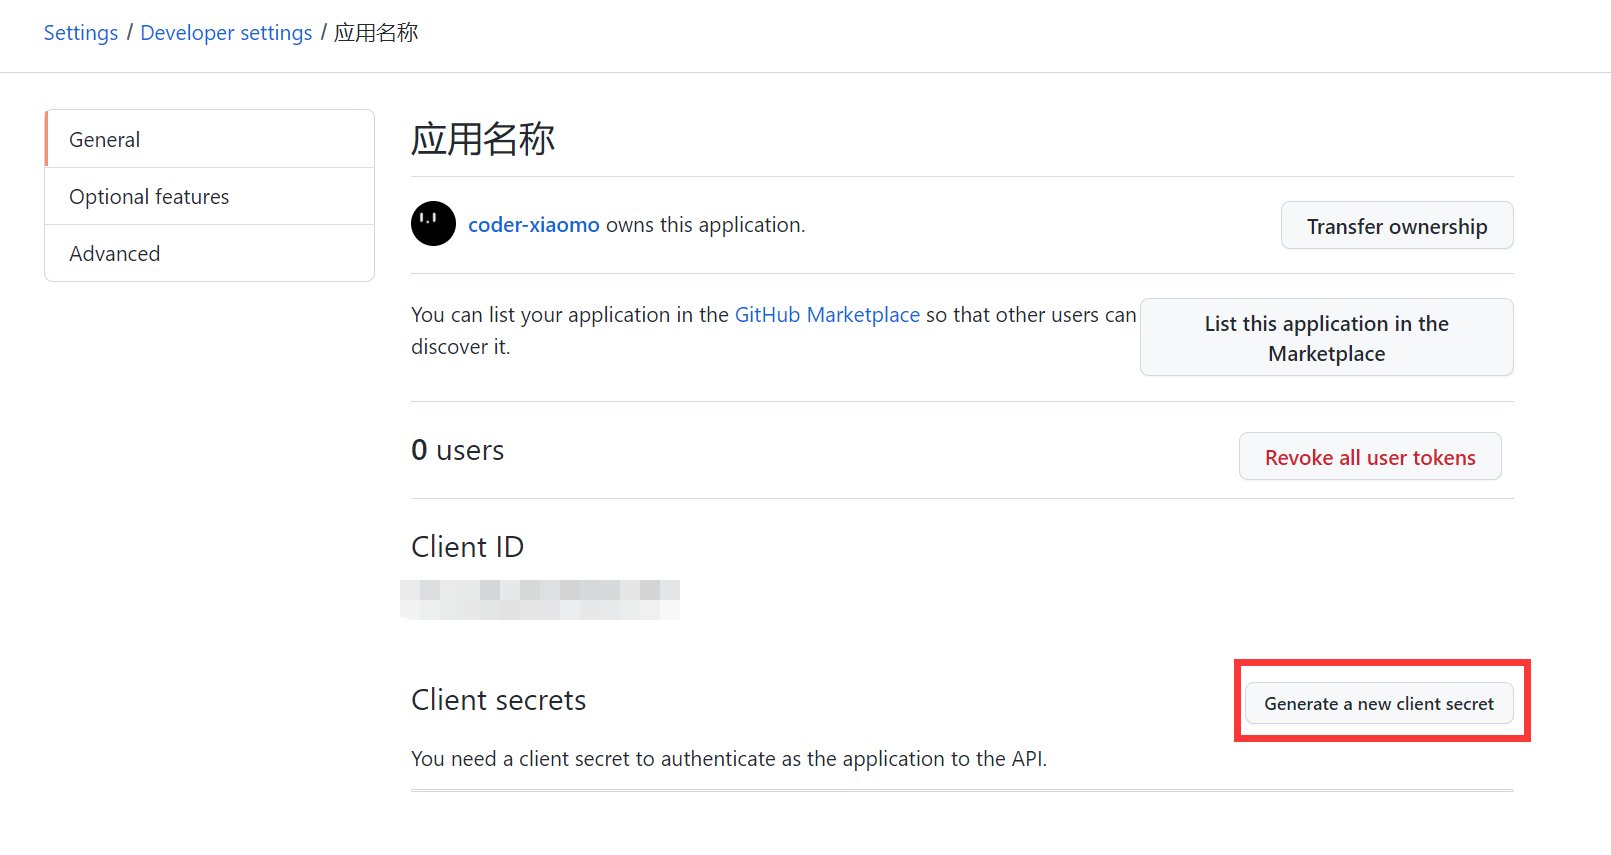 Settings / Developer settings / 应用名称
General
Optional features
Advanced
应用名称
coder-xiaomo owns this application.
Transfer ownership
You can list your application in the GitHub Marketplace so that other users can
discover it.
List this application in the
Marketplace
0 users
Revoke all user tokens
Client ID
Client secrets
Generate a new client secret
You need a client secret to authenticate as the application to the API.